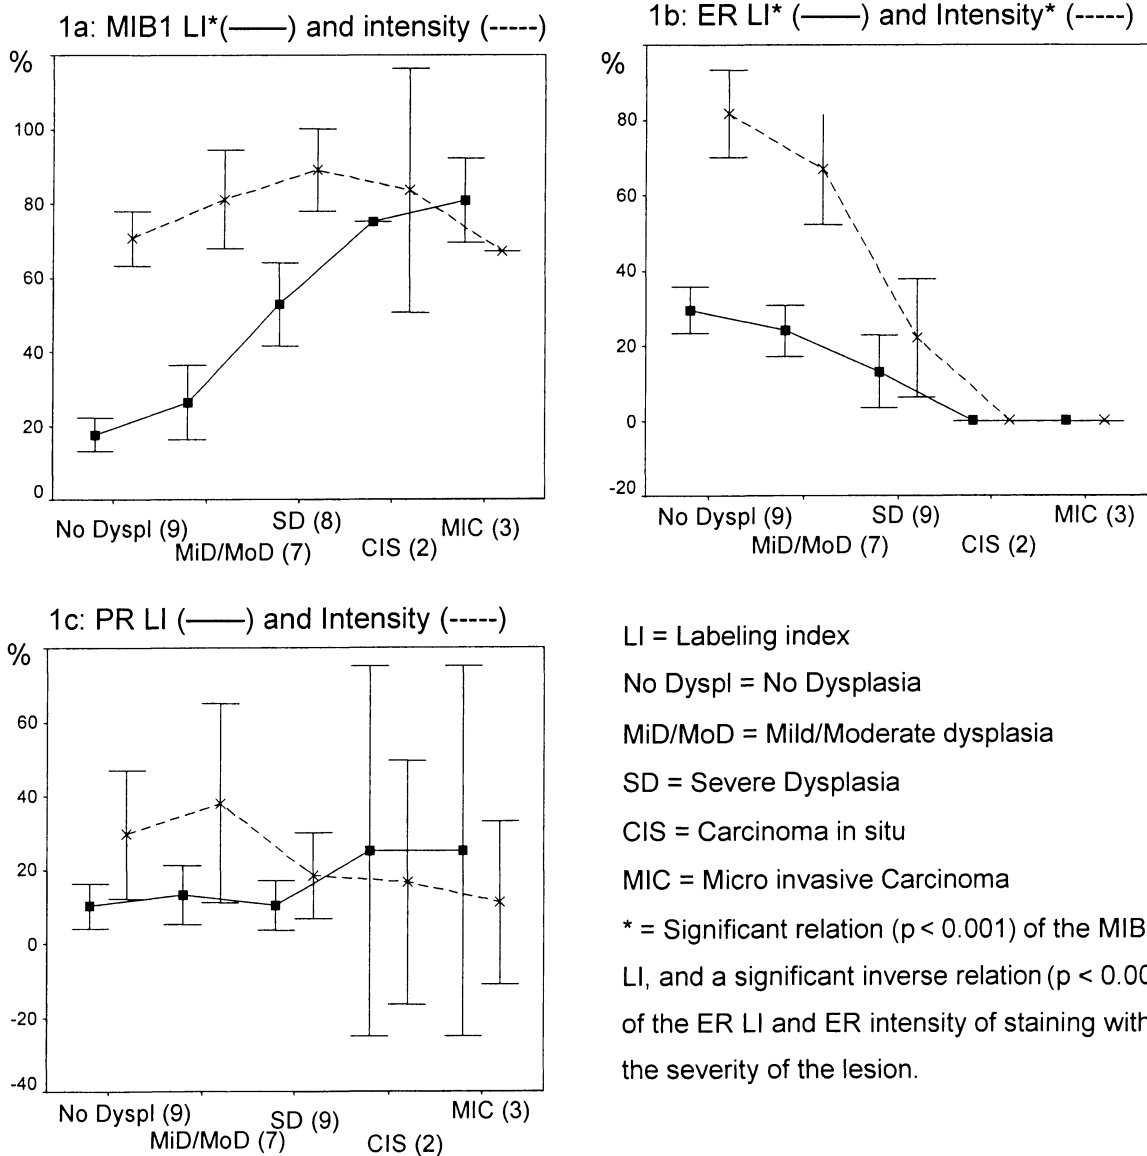 1a: MIB1 LI*(——) and intensity (-----)
%
100
80
60
40
20
0
No Dyspl (9)
MiD/MoD (7)
SD (8)
CIS (2)
MIC (3)
1b: ER LI* (——) and Intensity* (-----)
%
80
60
40
20
0
-20
No Dyspl (9)
MiD/MoD (7)
SD (9)
CIS (2)
MIC (3)
1c: PR LI (——) and Intensity (-----)
%
60
40
20
0
-20
-40
No Dyspl (9)
MiD/MoD (7)
SD (9)
CIS (2)
MIC (3)
LI = Labeling index
No Dyspl = No Dysplasia
MiD/MoD = Mild/Moderate dysplasia
SD = Severe Dysplasia
CIS = Carcinoma in situ
MIC = Micro invasive Carcinoma
* = Significant relation (p < 0.001) of the MIB
LI, and a significant inverse relation (p < 0.00
of the ER LI and ER intensity of staining with
the severity of the lesion.